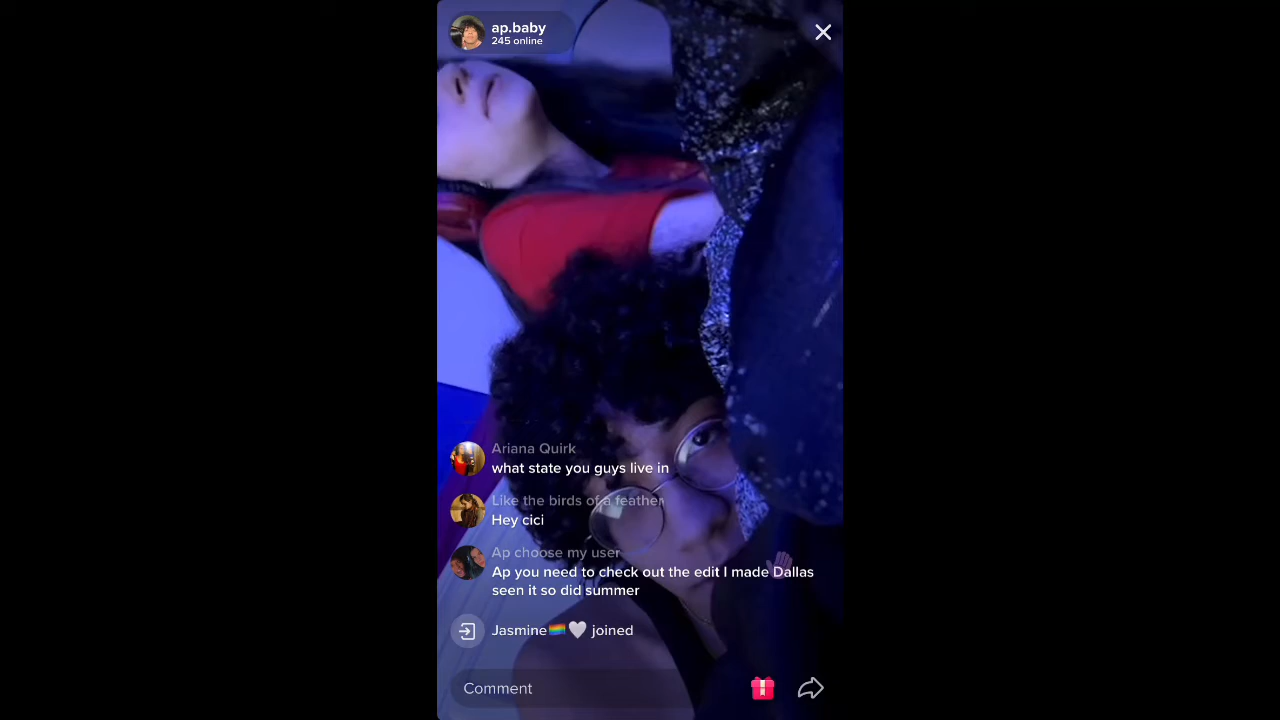 ap.baby
245 online
Ariana Quirk
what state you guys live in
Like the birds of a feather
Hey cici
Ap choose my user
Ap you need to check out the edit I made Dallas
seen it so did summer
Jasmine🏳️‍🌈🤍 joined
Comment